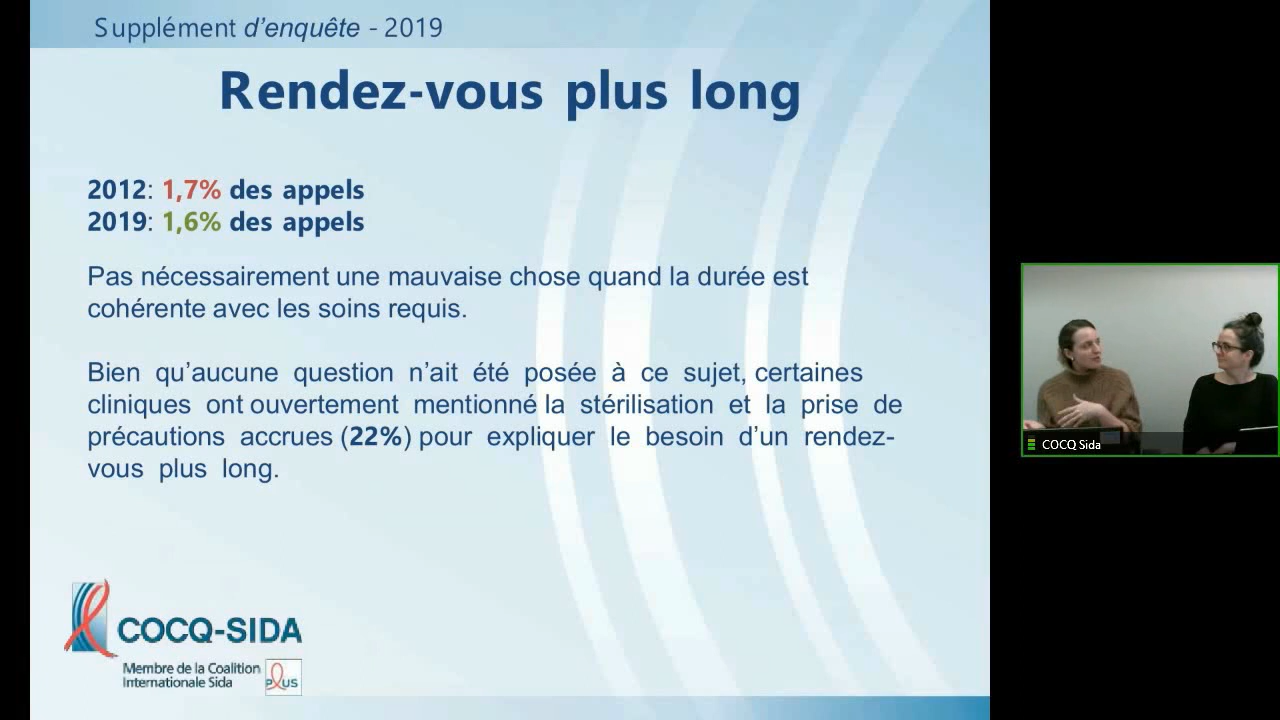 Supplément d’enquête - 2019
Rendez-vous plus long
2012: 1,7% des appels
2019: 1,6% des appels
Pas nécessairement une mauvaise chose quand la durée est
cohérente avec les soins requis.
Bien qu’aucune question n’ait été posée à ce sujet, certaines
cliniques ont ouvertement mentionné la stérilisation et la prise de
précautions accrues (22%) pour expliquer le besoin d’un rendez-
vous plus long.
COCQ Sida
COCQ-SIDA
Membre de la Coalition
Internationale Sida
PLUS